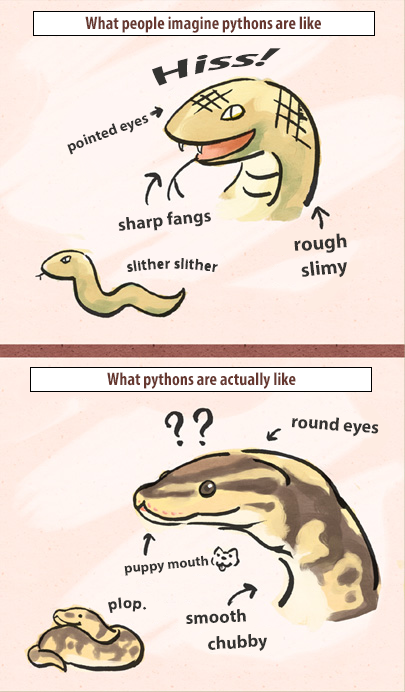 What people imagine pythons are like
Hiss!
pointed eyes
sharp fangs
rough
slimy
slither slither
What pythons are actually like
??
round eyes
puppy mouth
plop.
smooth
chubby